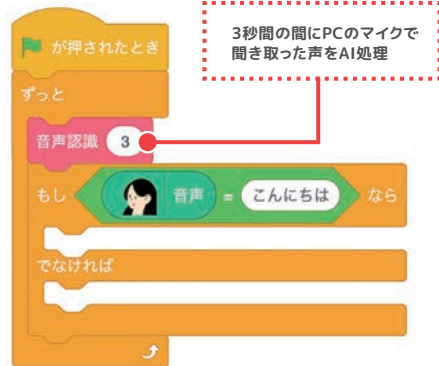 3秒間の間にPCのマイクで
聞き取った声をAI処理
が押されたとき
ずっと
音声認識 3
もし 音声 = こんにちは なら
でなければ